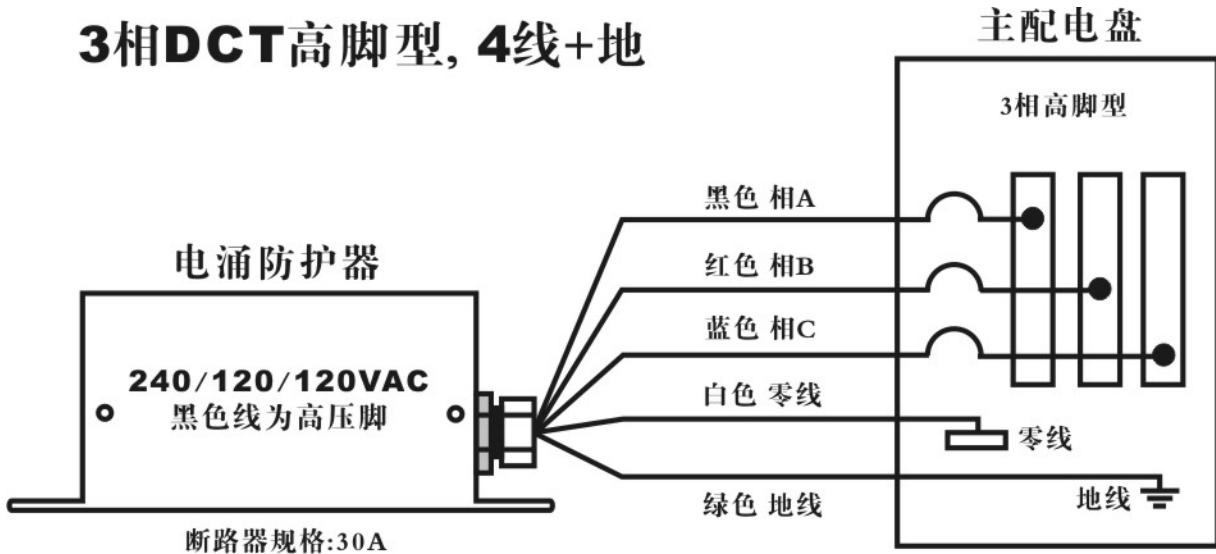 3相DCT高脚型, 4线+地
主配电盘
3相高脚型
黑色 相A
电涌防护器
红色 相B
蓝色 相C
240/120/120VAC
黑色线为高压脚
白色 零线
零线
绿色 地线
地线
断路器规格:30A